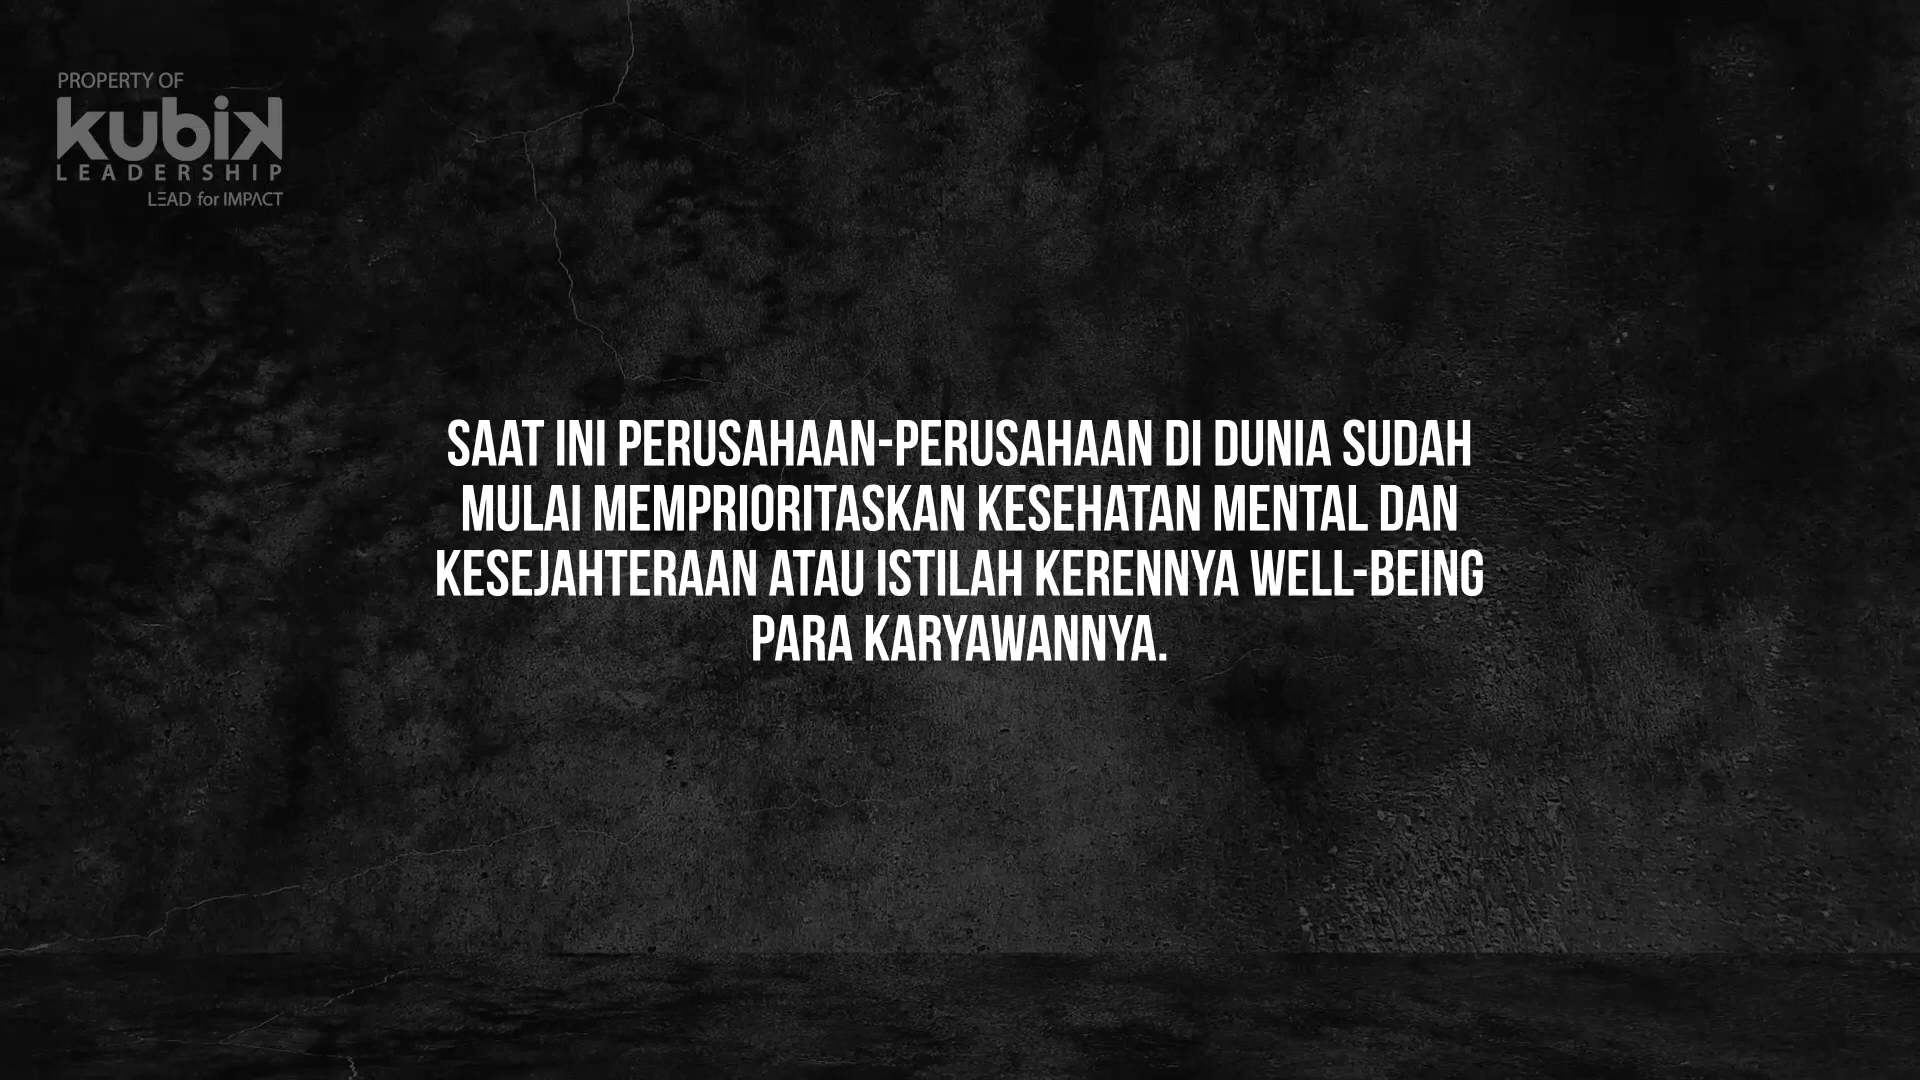 PROPERTY OF
kubik
LEADERSHIP
LEAD for IMPACT
SAAT INI PERUSAHAAN-PERUSAHAAN DI DUNIA SUDAH
MULAI MEMPRIORITASKAN KESEHATAN MENTAL DAN
KESEJAHTERAAN ATAU ISTILAH KERENNYA WELL-BEING
PARA KARYAWANNYA.